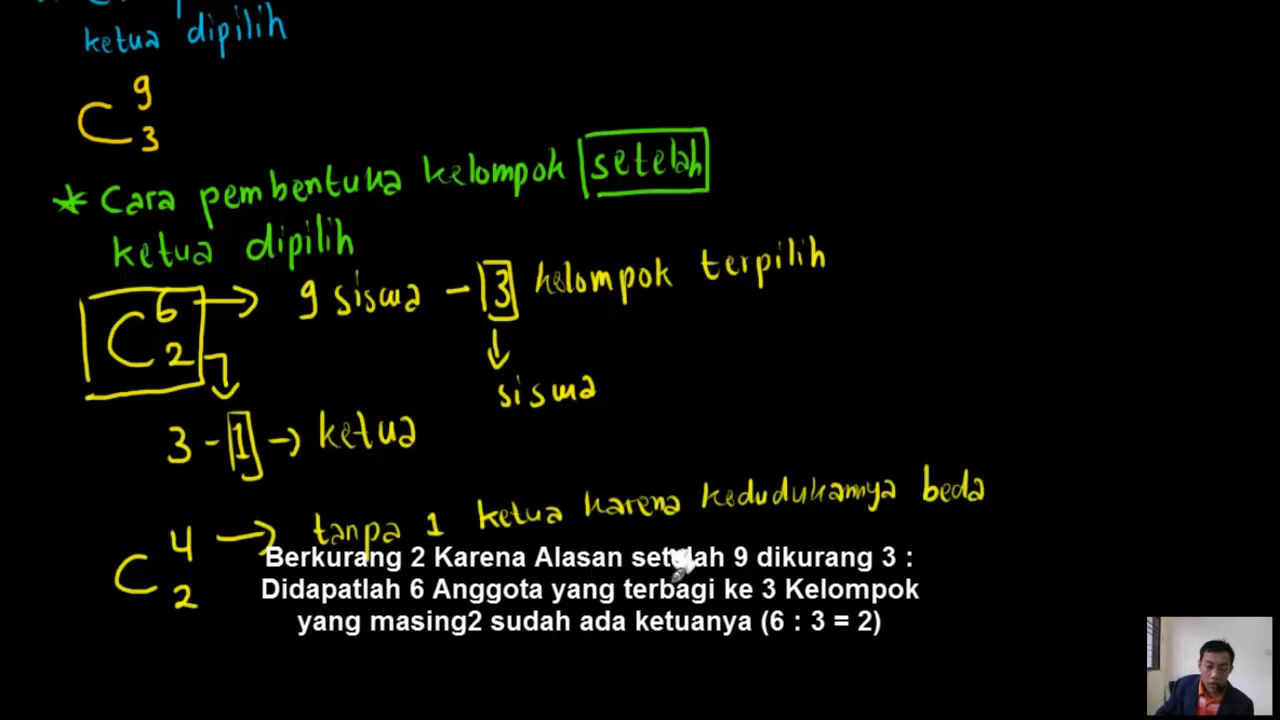 ketua dipilih
C 9 3
* Cara pembentuka kelompok setelah
ketua dipilih
C 6 2 → 9 siswa - 3 kelompok terpilih
siswa
3 - 1 → ketua
C 4 2 → tanpa 1 ketua karena kedudukannya beda
Berkurang 2 Karena Alasan setelah 9 dikurang 3 :
Didapatlah 6 Anggota yang terbagi ke 3 Kelompok
yang masing2 sudah ada ketuanya (6 : 3 = 2)